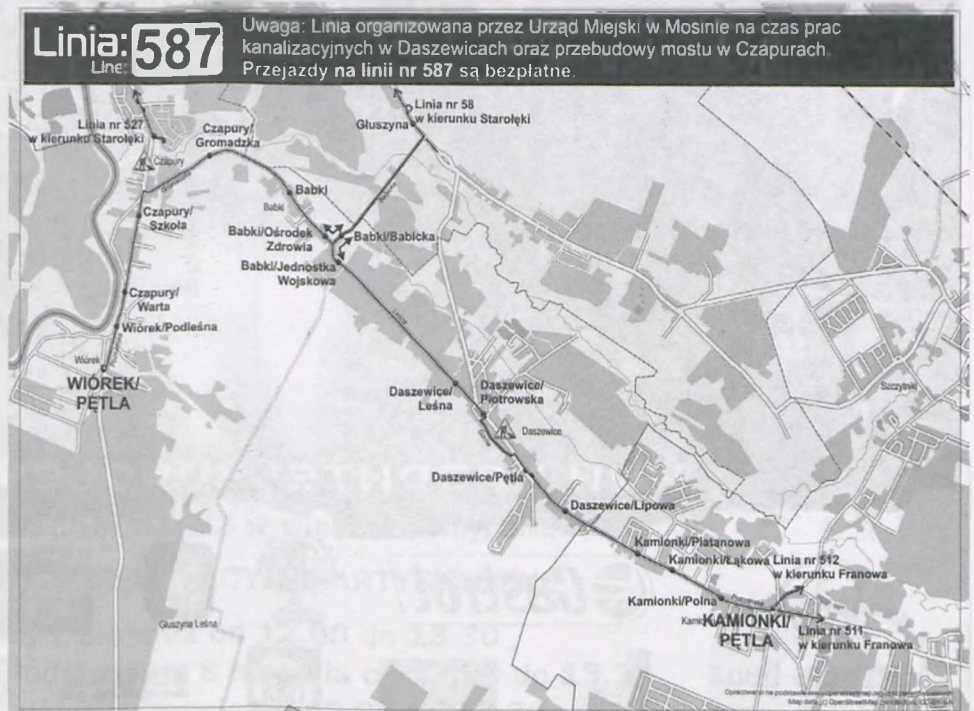 Linia: 587
Line:
Uwaga: Linia organizowana przez Urząd Miejski w Mosinie na czas prac
kanalizacyjnych w Daszewicach oraz przebudowy mostu w Czapurach.
Przejazdy na linii nr 587 są bezpłatne.
Linia nr 527
w kierunku Starołęki
Czapury/
Gromadzka
Głuszyna
Linia nr 58
w kierunku Starołęki
Czapury
Babki
Babki
Czapury/
Szkoła
Babki/Ośrodek
Zdrowia
Babki/Babicka
Babki/Jednostka
Wojskowa
Czapury/
Warta
Wiórek/Podleśna
Wiórek
WIÓREK/
PĘTLA
Leśna
Daszewice/
Leśna
Daszewice/
Piotrowska
Daszewice
Szczytniki
Daszewice/Pętla
Daszewice/Lipowa
Kamionki/Platanowa
Kamionki/Łąkowa
Linia nr 512
w kierunku Franowa
Kamionki/Polna
KAMIONKI/
PĘTLA
Linia nr 511
w kierunku Franowa
Głuszyna Leśna
Castrol